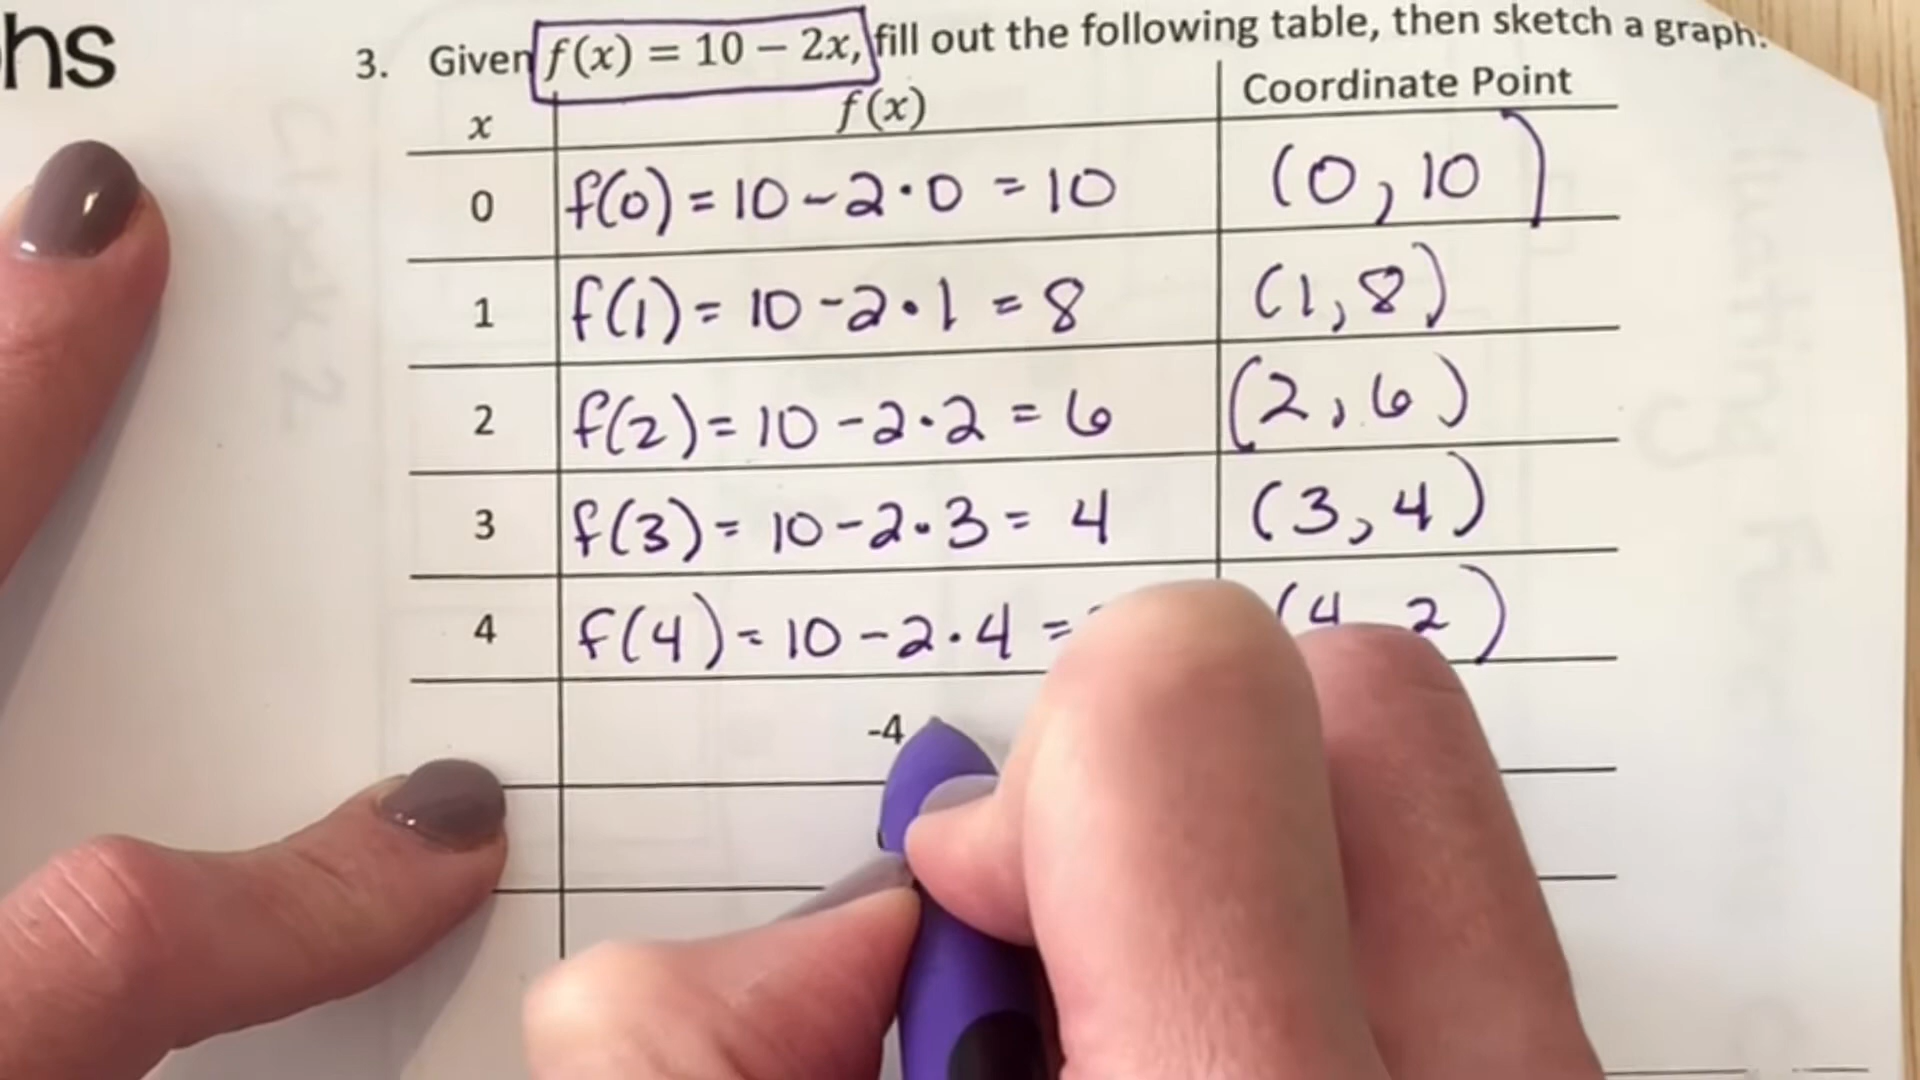 hs
3. Given f(x) = 10 – 2x, fill out the following table, then sketch a graph.
x f(x) Coordinate Point
0 f(0) = 10 - 2 · 0 = 10 (0, 10)
1 f(1) = 10 - 2 · 1 = 8 (1, 8)
2 f(2) = 10 - 2 · 2 = 6 (2, 6)
3 f(3) = 10 - 2 · 3 = 4 (3, 4)
4 f(4) = 10 - 2 · 4 = (4 2)
-4